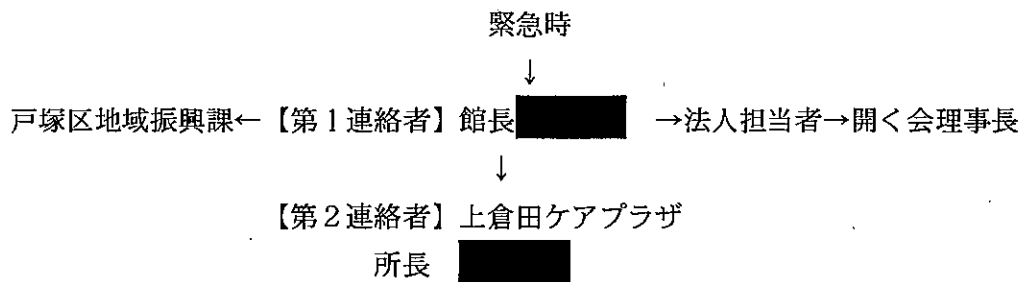 緊急時
↓
戸塚区地域振興課←【第1連絡者】館長 →法人担当者→開く会理事長
↓
【第2連絡者】上倉田ケアプラザ
所長